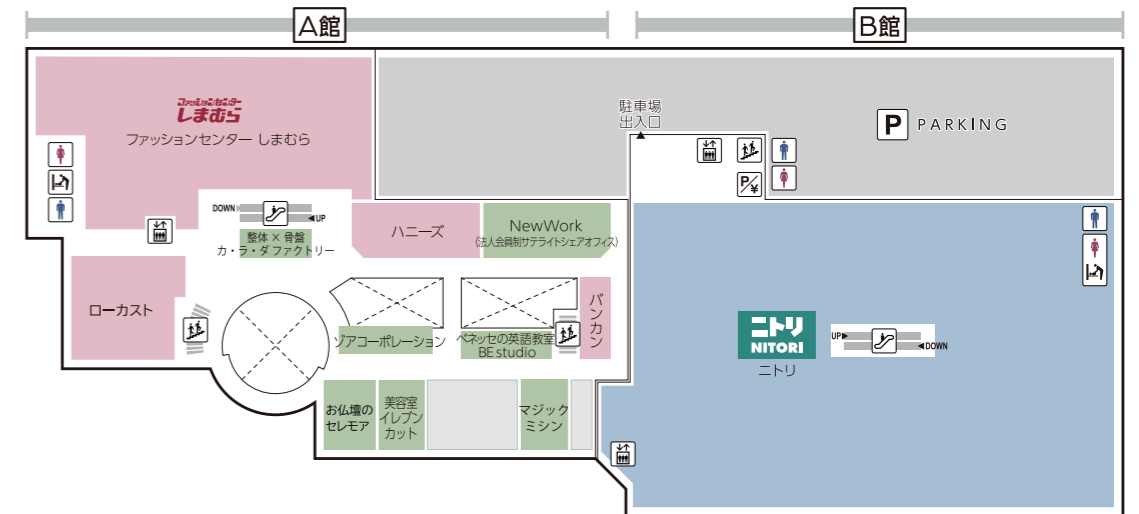 A館
B館
ファッションセンター
しまむら
ファッションセンター しまむら
駐車場
出入口
P PARKING
P/¥
DOWN
UP
整体×骨盤
カ・ラ・ダ ファクトリー
ハニーズ
NewWork
(法人会員制サテライトシェアオフィス)
ローカスト
バンカン
ゾアコーポレーション
ベネッセの英語教室
BE studio
ニトリ
NITORI
ニトリ
UP
DOWN
お仏壇の
セレモア
美容室
イレブン
カット
マジック
ミシン